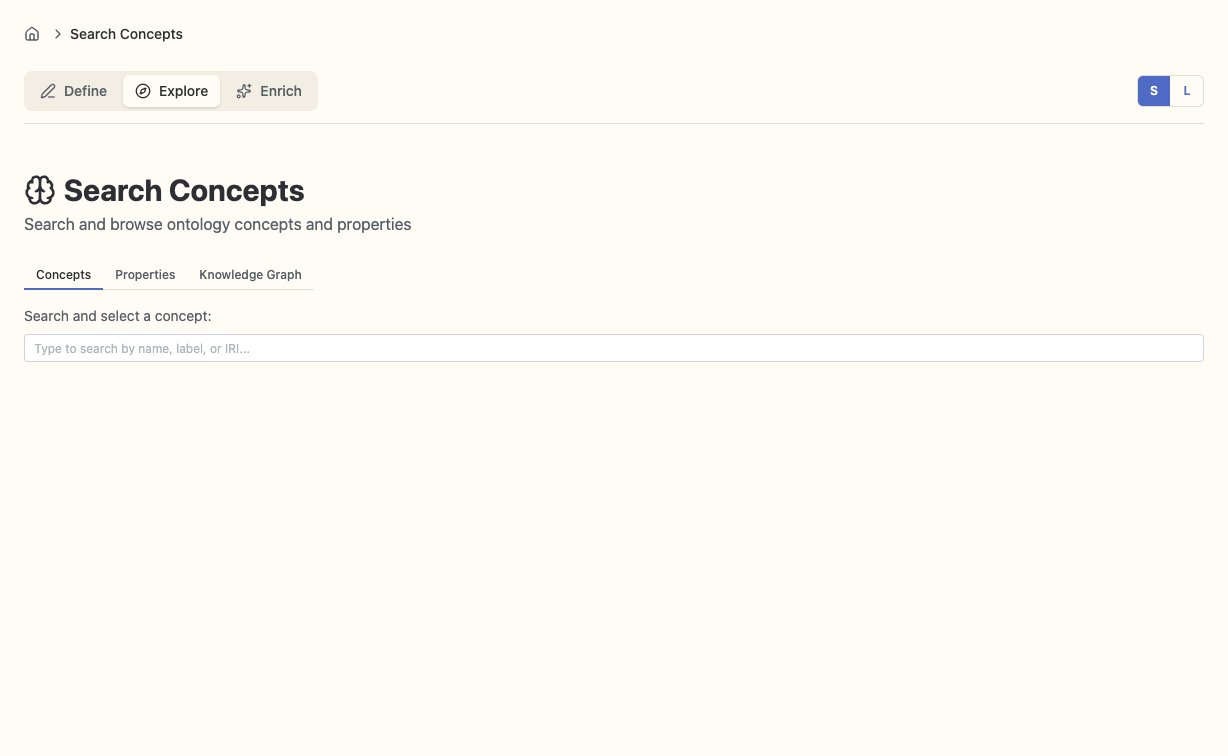 Search Concepts
Define Explore Enrich S L
Search Concepts
Search and browse ontology concepts and properties
Concepts Properties Knowledge Graph
Search and select a concept:
Type to search by name, label, or IRI...